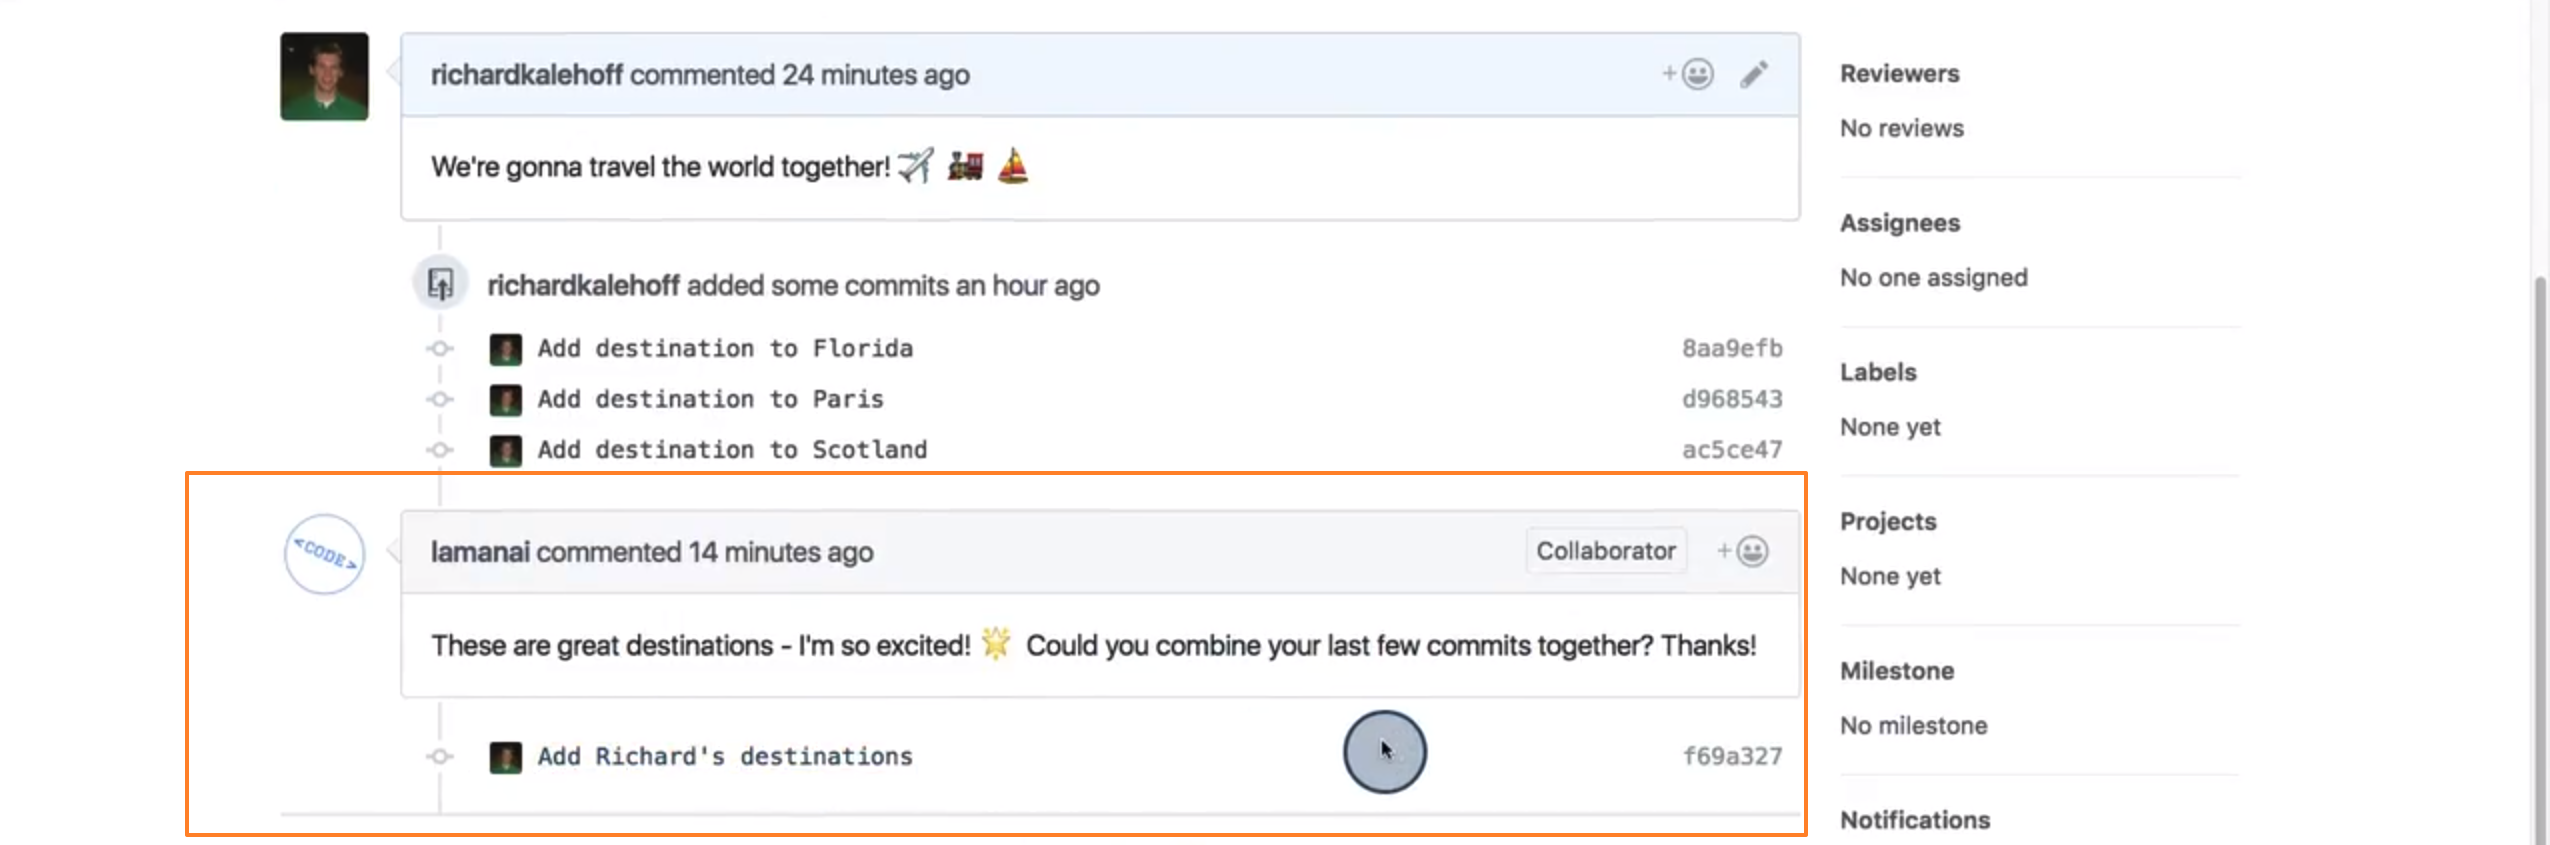 richardkalehoff commented 24 minutes ago
We're gonna travel the world together! ✈️ 🚂 ⛵
richardkalehoff added some commits an hour ago
Add destination to Florida 8aa9efb
Add destination to Paris d968543
Add destination to Scotland ac5ce47
<CODE>
lamanai commented 14 minutes ago Collaborator +
These are great destinations - I'm so excited! 🌟 Could you combine your last few commits together? Thanks!
Add Richard's destinations f69a327
Reviewers
No reviews
Assignees
No one assigned
Labels
None yet
Projects
None yet
Milestone
No milestone
Notifications